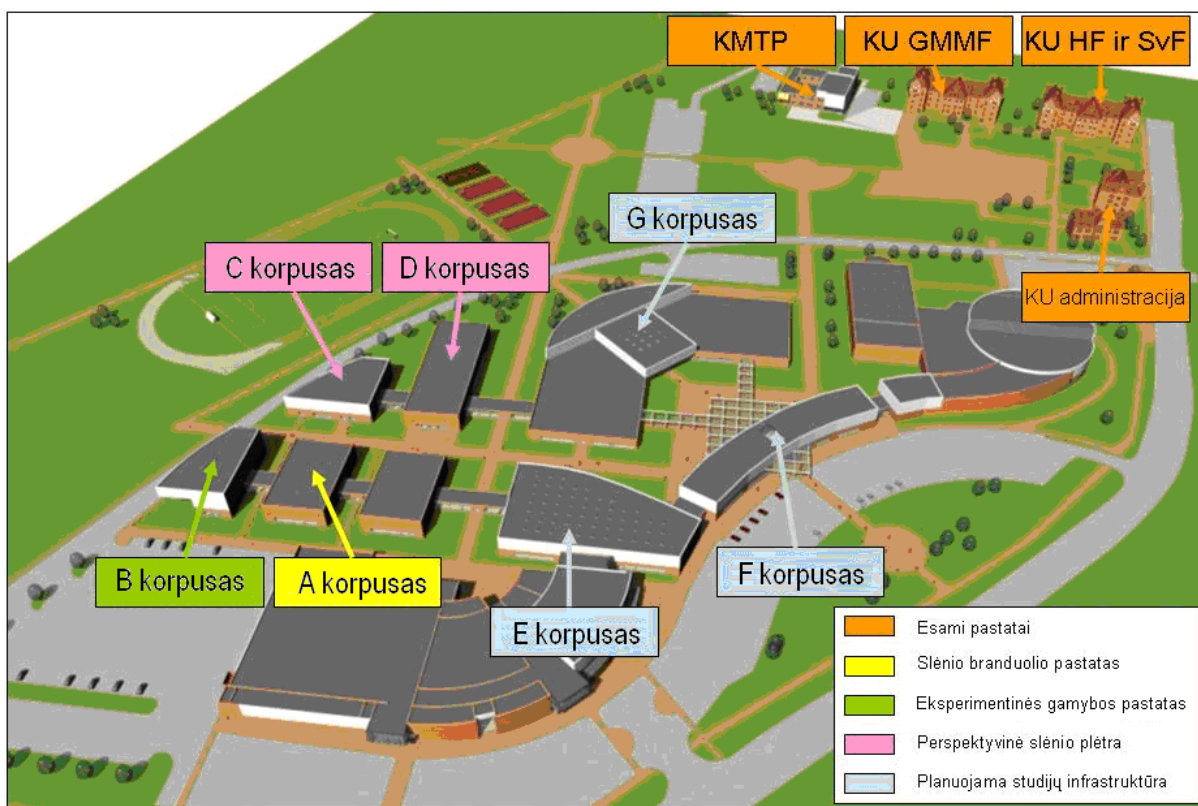 KMTP
KU GMMF
KU HF ir SvF
G korpusas
C korpusas
D korpusas
KU administracija
B korpusas
A korpusas
F korpusas
E korpusas
Esami pastatai
Slėnio branduolio pastatas
Eksperimentinės gamybos pastatas
Perspektyvinė slėnio plėtra
Planuojama studijų infrastruktūra